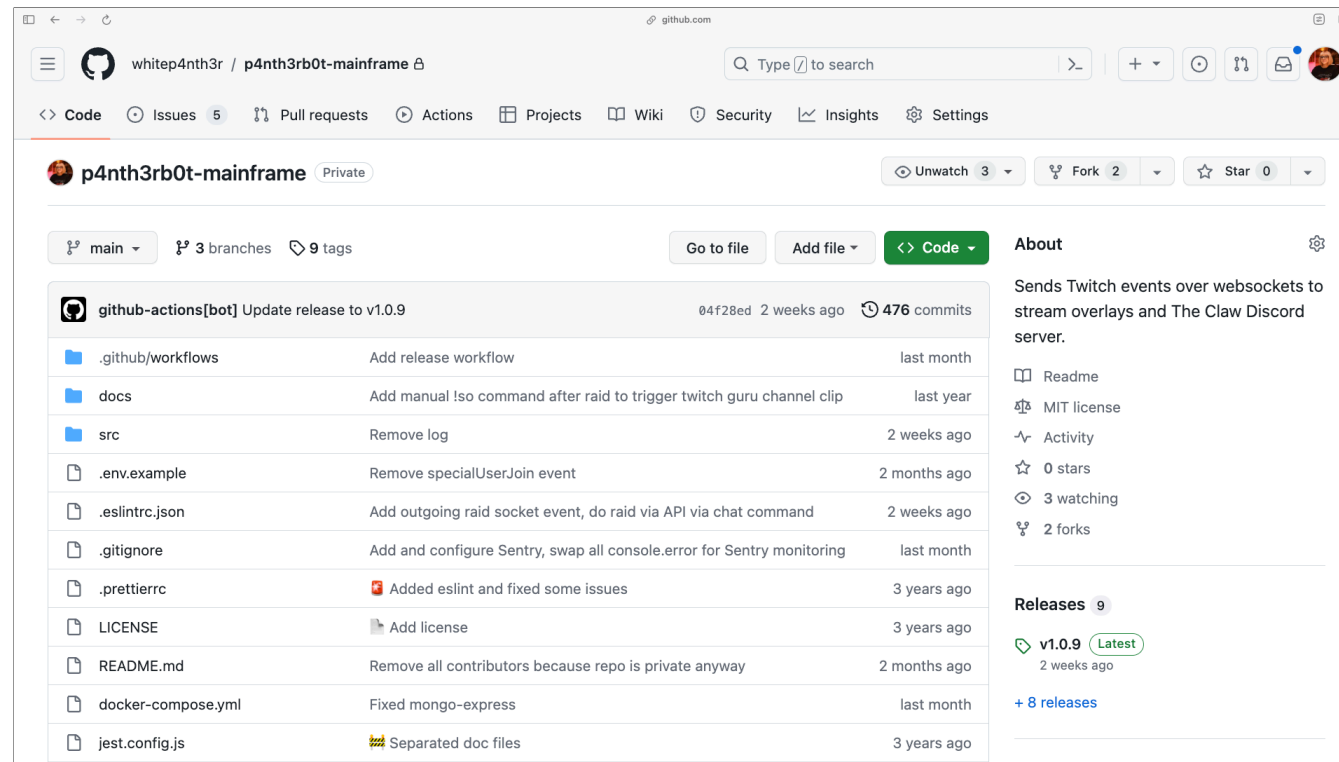 github.com
whitep4nth3r / p4nth3rb0t-mainframe
Type / to search
Code Issues 5 Pull requests Actions Projects Wiki Security Insights Settings
p4nth3rb0t-mainframe Private
Unwatch 3 Fork 2 Star 0
main 3 branches 9 tags Go to file Add file <> Code
github-actions[bot] Update release to v1.0.9 04f28ed 2 weeks ago 476 commits
.github/workflows Add release workflow last month
docs Add manual !so command after raid to trigger twitch guru channel clip last year
src Remove log 2 weeks ago
.env.example Remove specialUserJoin event 2 months ago
.eslintrc.json Add outgoing raid socket event, do raid via API via chat command 2 weeks ago
.gitignore Add and configure Sentry, swap all console.error for Sentry monitoring last month
.prettierrc 🚨 Added eslint and fixed some issues 3 years ago
LICENSE 📄 Add license 3 years ago
README.md Remove all contributors because repo is private anyway 2 months ago
docker-compose.yml Fixed mongo-express last month
jest.config.js 🚧 Separated doc files 3 years ago
About
Sends Twitch events over websockets to
stream overlays and The Claw Discord
server.
Readme
MIT license
Activity
0 stars
3 watching
2 forks
Releases 9
v1.0.9 Latest
2 weeks ago
+ 8 releases